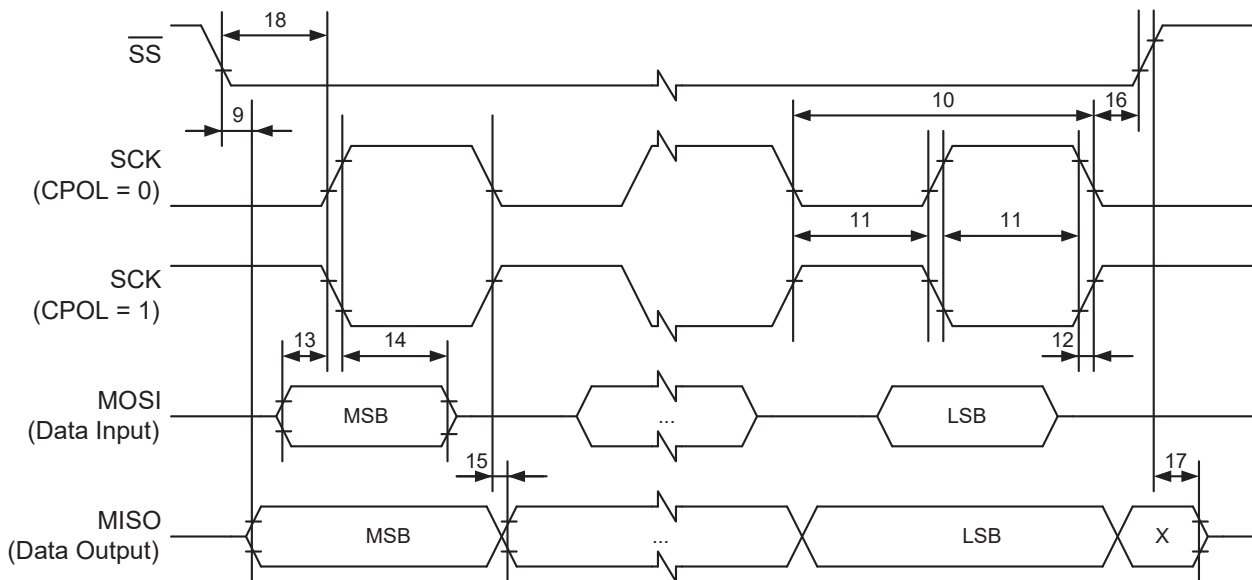 18
SS
10
16
9
SCK
(CPOL = 0)
11
11
SCK
(CPOL = 1)
13
14
12
MOSI
(Data Input)
MSB
...
LSB
15
17
MISO
(Data Output)
MSB
...
LSB
X